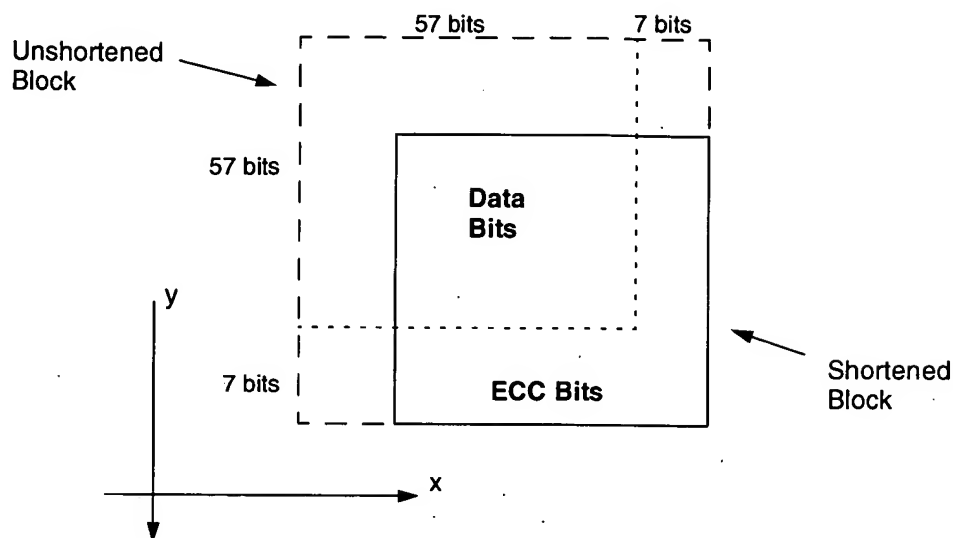 57 bits
7 bits
Unshortened
Block
57 bits
Data
Bits
y
7 bits
ECC Bits
Shortened
Block
x